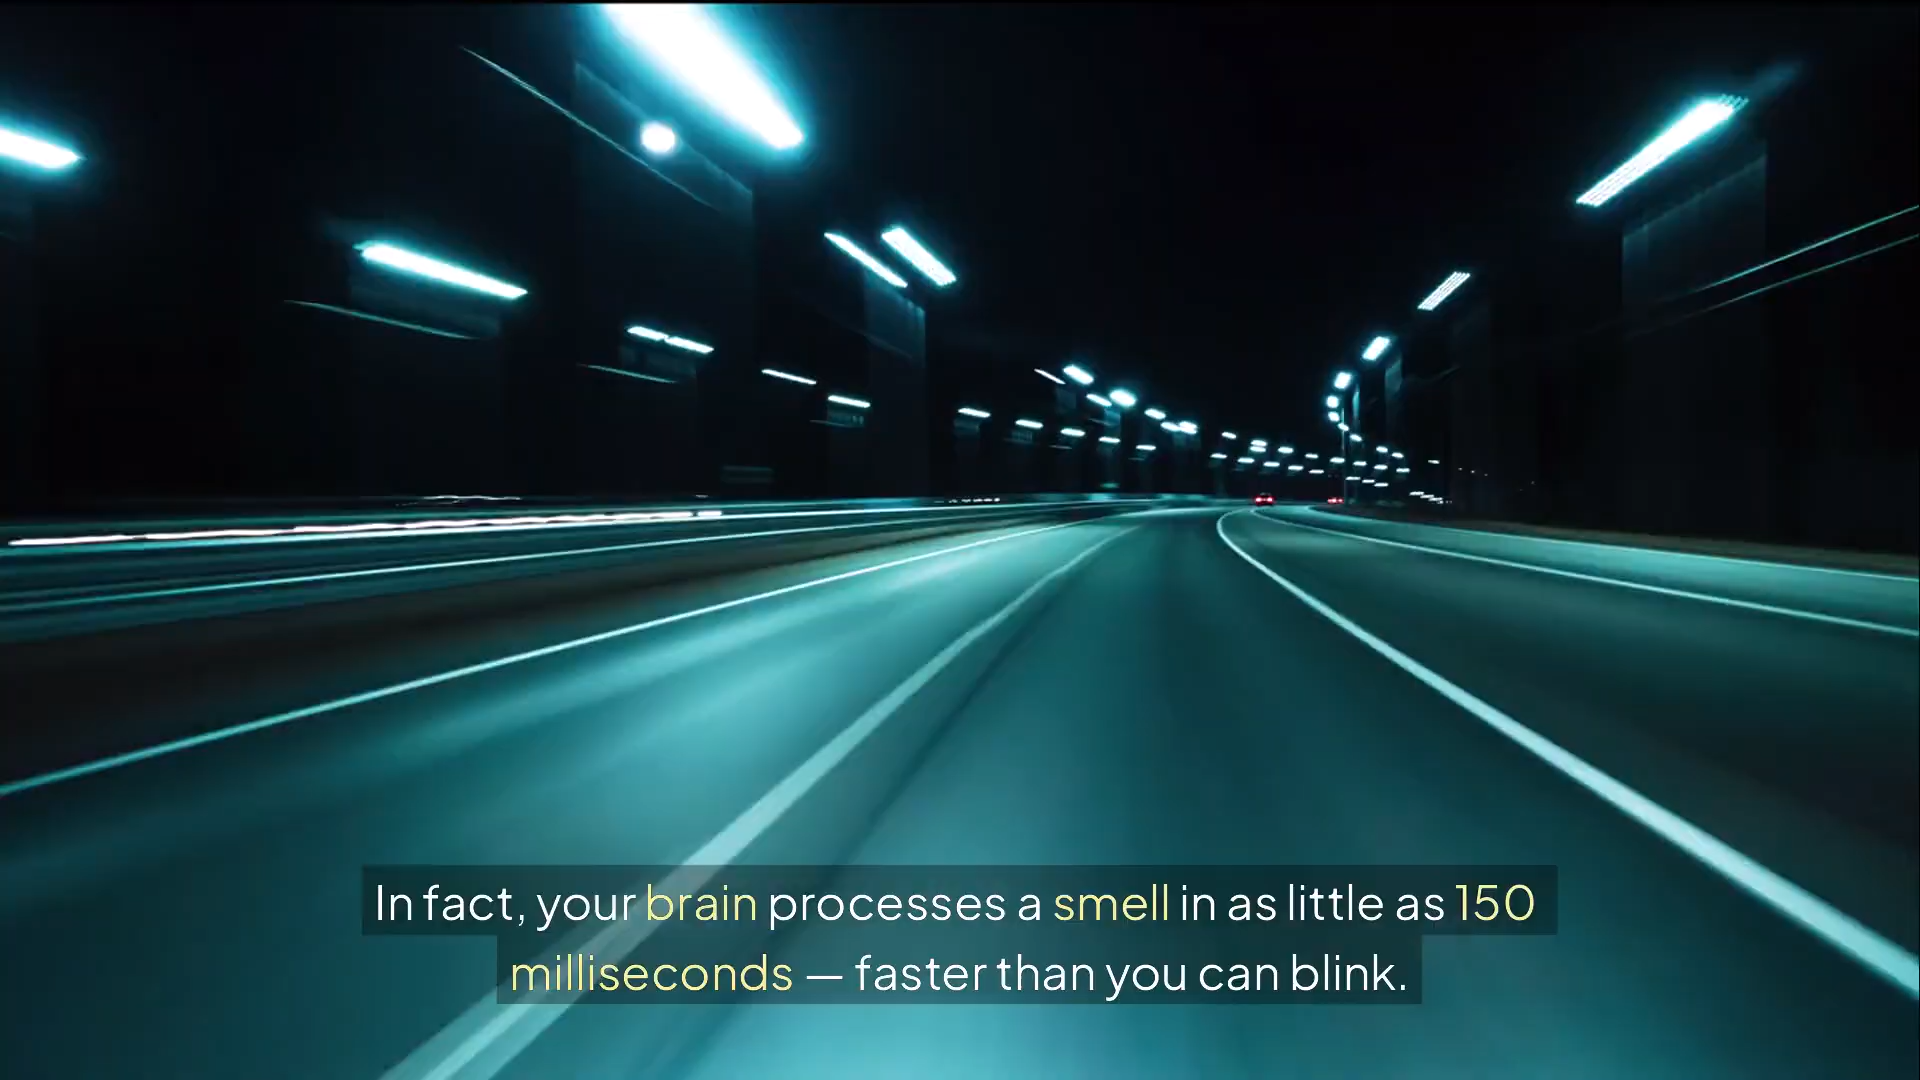 In fact, your brain processes a smell in as little as 150
milliseconds — faster than you can blink.